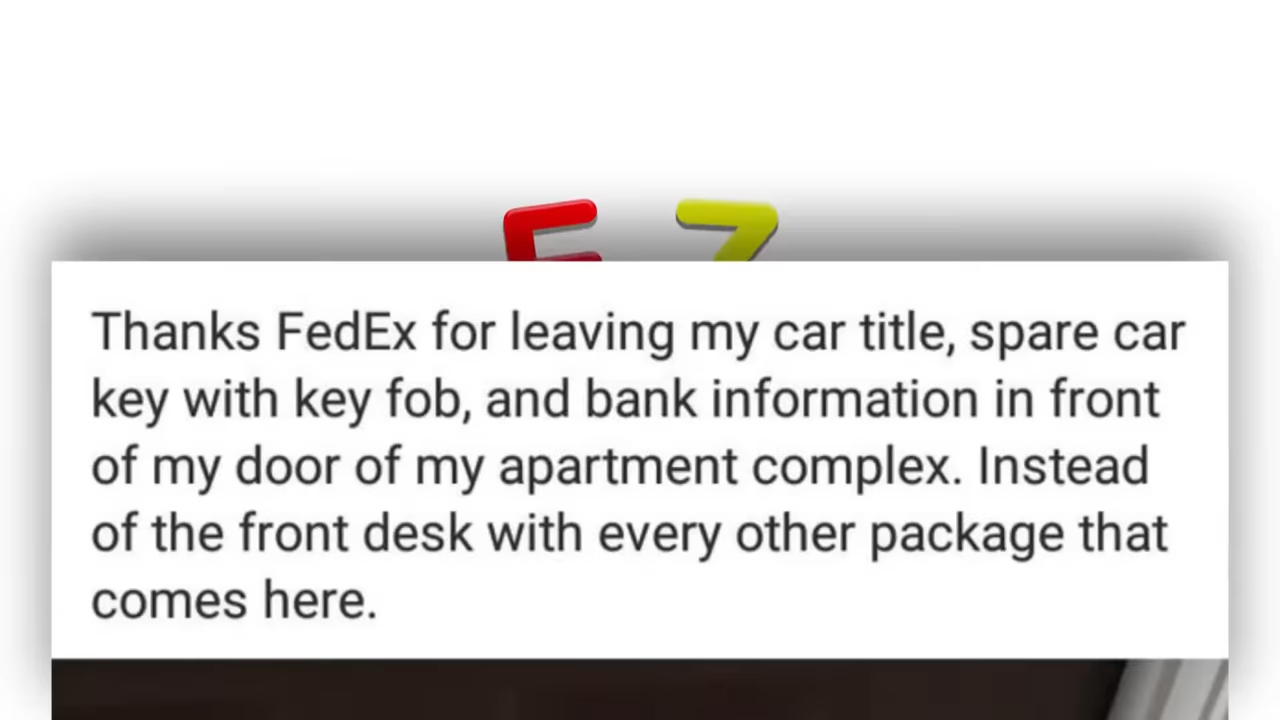 E Z
Thanks FedEx for leaving my car title, spare car
key with key fob, and bank information in front
of my door of my apartment complex. Instead
of the front desk with every other package that
comes here.